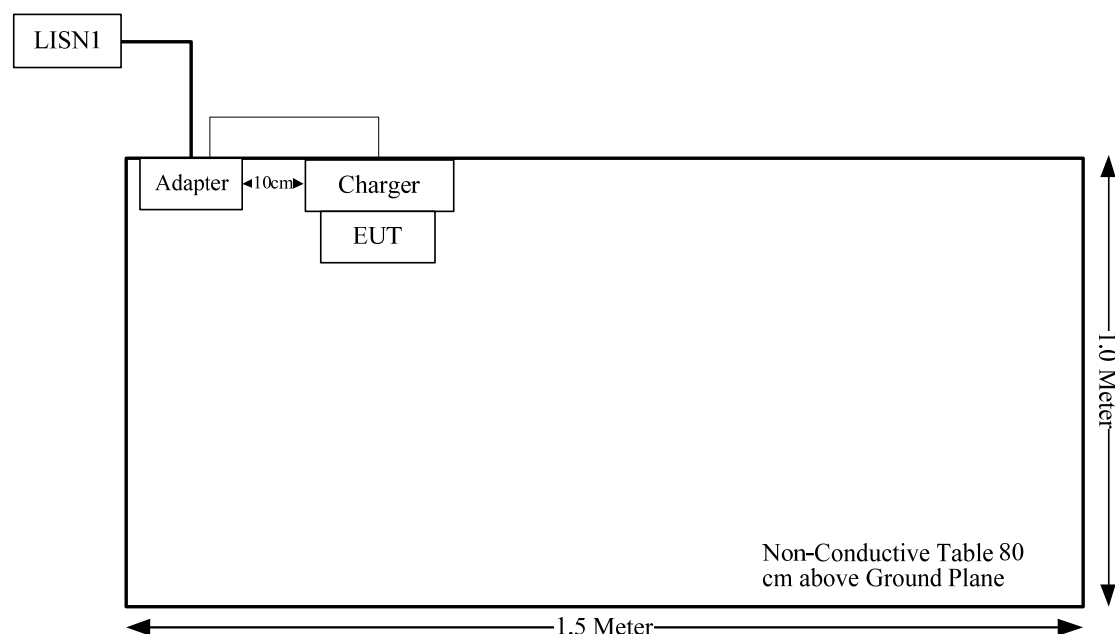 LISN1
Adapter
10cm
Charger
EUT
1.0 Meter
Non-Conductive Table 80
cm above Ground Plane
1.5 Meter